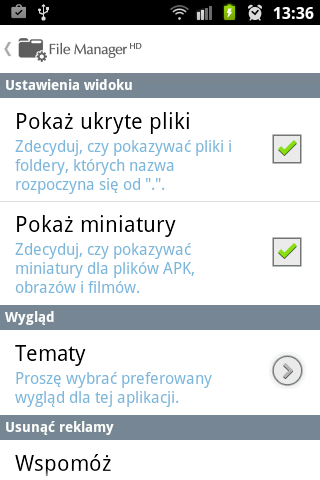 13:36
File Manager HD
Ustawienia widoku
Pokaż ukryte pliki
Zdecyduj, czy pokazywać pliki i
foldery, których nazwa
rozpoczyna się od ".".
Pokaż miniatury
Zdecyduj, czy pokazywać
miniatury dla plików APK,
obrazów i filmów.
Wygląd
Tematy
Proszę wybrać preferowany
wygląd dla tej aplikacji.
Usunąć reklamy
Wspomóż